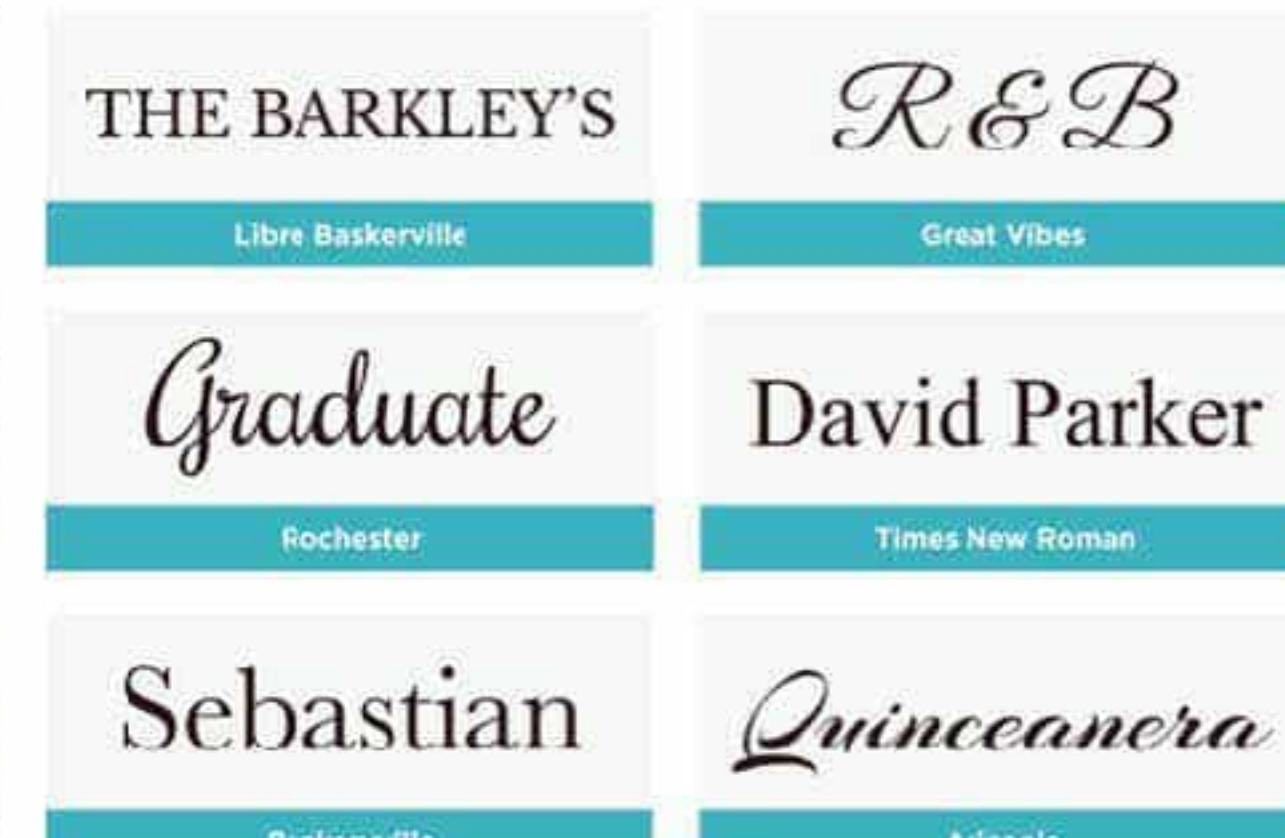 THE BARKLEY'S
Libre Baskerville
R & B
Great Vibes
Graduate
Rochester
David Parker
Times New Roman
Sebastian
Quinceanera